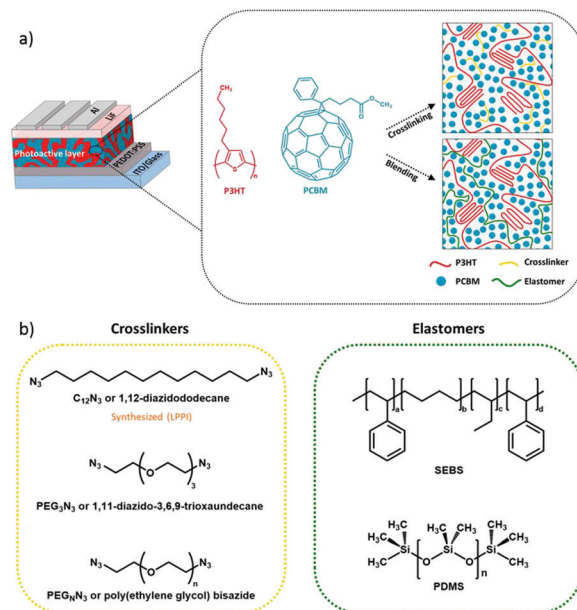 a)
Al
LiF
Photoactive layer
PEDOT:PSS
ITO/Glass
CH₃
S
n
P3HT
O
O
CH₃
PCBM
Crosslinking
Blending
P3HT
Crosslinker
PCBM
Elastomer
b)
Crosslinkers
Elastomers
N₃
N₃
C₁₂N₃ or 1,12-diazidododecane
Synthesized (LPPI)
N₃
O
N₃
3
PEG₃N₃ or 1,11-diazido-3,6,9-trioxaundecane
N₃
O
N₃
n
PEG_NN₃ or poly(ethylene glycol) bisazide
a
b
c
d
SEBS
H₃C CH₃ H₃C CH₃ H₃C CH₃
H₃C Si O Si O Si CH₃
n
PDMS